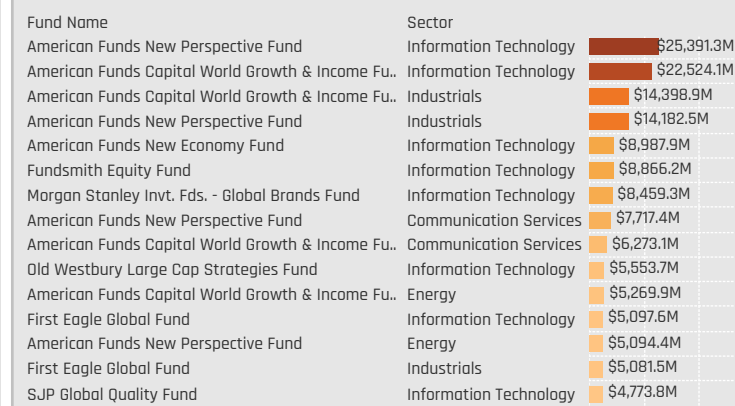 Fund Name Sector
American Funds New Perspective Fund Information Technology $25,391.3M
American Funds Capital World Growth & Income Fu.. Information Technology $22,524.1M
American Funds Capital World Growth & Income Fu.. Industrials $14,398.9M
American Funds New Perspective Fund Industrials $14,182.5M
American Funds New Economy Fund Information Technology $8,987.9M
Fundsmith Equity Fund Information Technology $8,866.2M
Morgan Stanley Invt. Fds. - Global Brands Fund Information Technology $8,459.3M
American Funds New Perspective Fund Communication Services $7,717.4M
American Funds Capital World Growth & Income Fu.. Communication Services $6,273.1M
Old Westbury Large Cap Strategies Fund Information Technology $5,553.7M
American Funds Capital World Growth & Income Fu.. Energy $5,269.9M
First Eagle Global Fund Information Technology $5,097.6M
American Funds New Perspective Fund Energy $5,094.4M
First Eagle Global Fund Industrials $5,081.5M
SJP Global Quality Fund Information Technology $4,773.8M